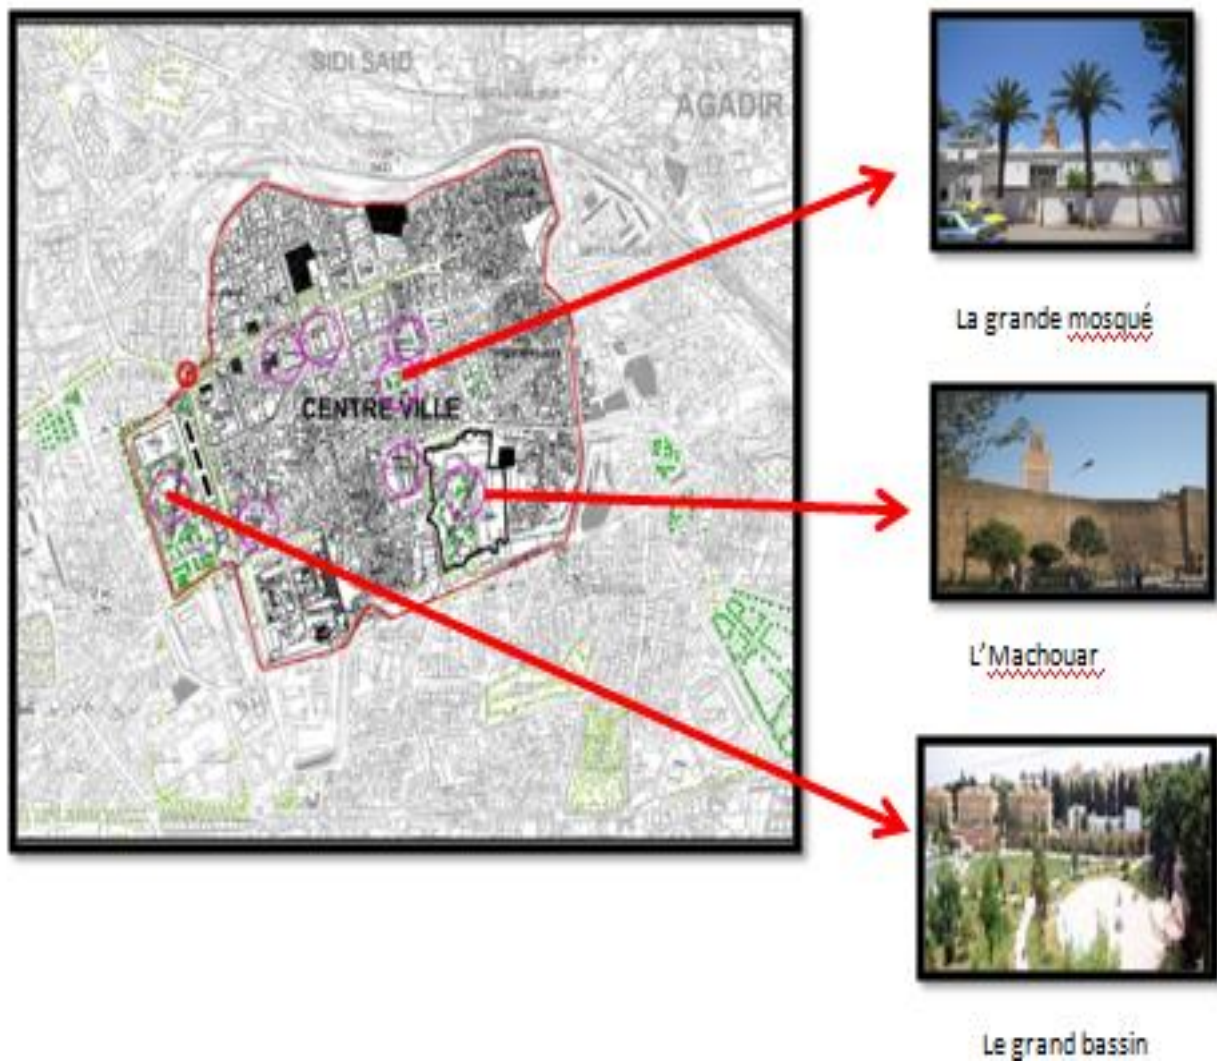 SIDI SAID
AGADIR
CENTRE VILLE
La grande mosqué
L'Machouar
Le grand bassin